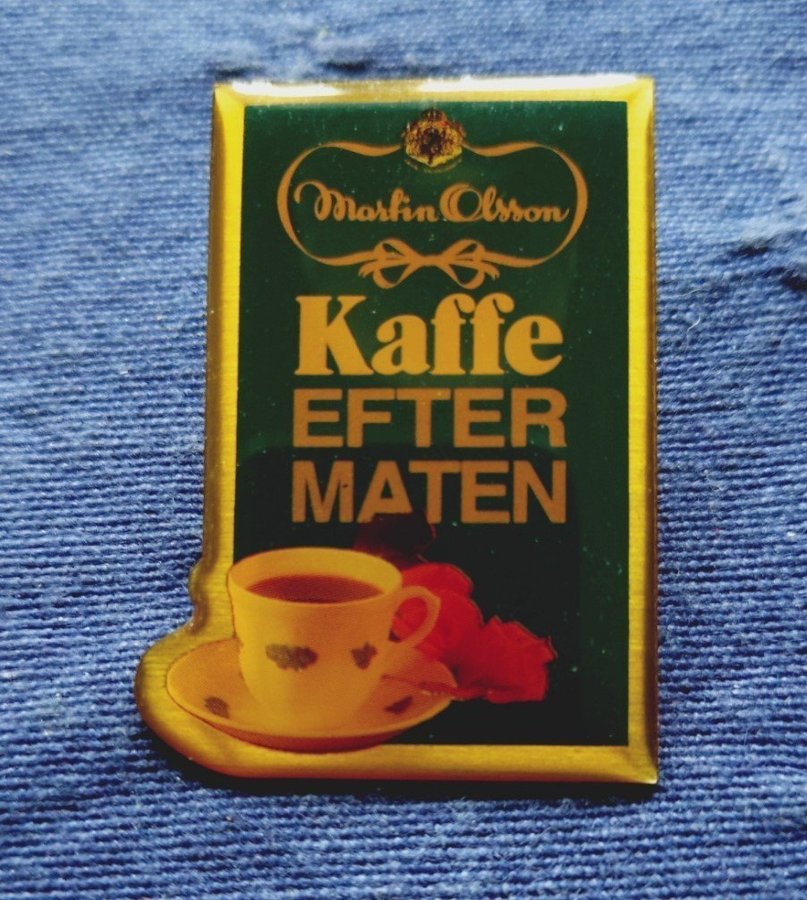 Martin Olsson
Kaffe
EFTER
MATEN